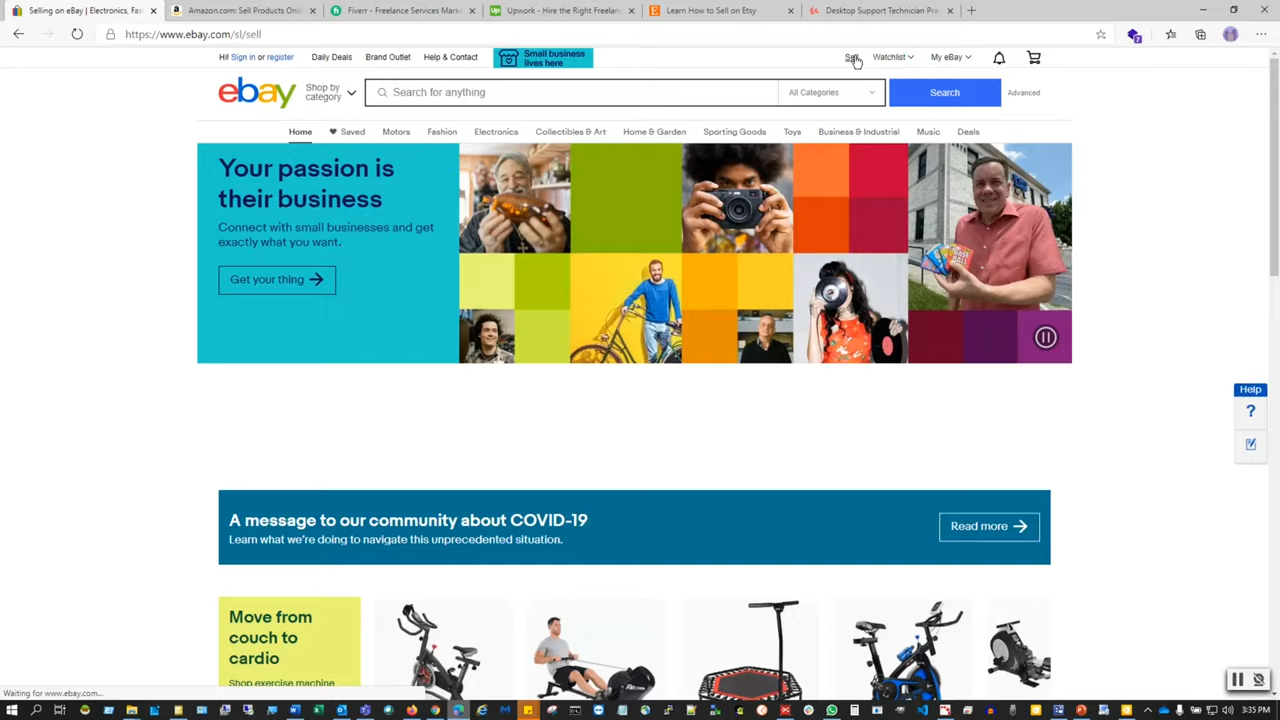 Selling on eBay | Electronics, Fas
Amazon.com: Sell Products Onlin
Fiverr - Freelance Services Mark
Upwork - Hire the Right Freelan
Learn How to Sell on Etsy
Desktop Support Technician Pra
https://www.ebay.com/sl/sell
7
Hi! Sign in or register
Daily Deals
Brand Outlet
Help & Contact
Small business
lives here
Sell
Watchlist
My eBay
ebay
Shop by
category
Search for anything
All Categories
Search
Advanced
Home
Saved
Motors
Fashion
Electronics
Collectibles & Art
Home & Garden
Sporting Goods
Toys
Business & Industrial
Music
Deals
Your passion is
their business
Connect with small businesses and get
exactly what you want.
Get your thing
Help
?
A message to our community about COVID-19
Learn what we're doing to navigate this unprecedented situation.
Read more
Move from
couch to
cardio
Shop exercise machine
Waiting for www.ebay.com...
3:35 PM